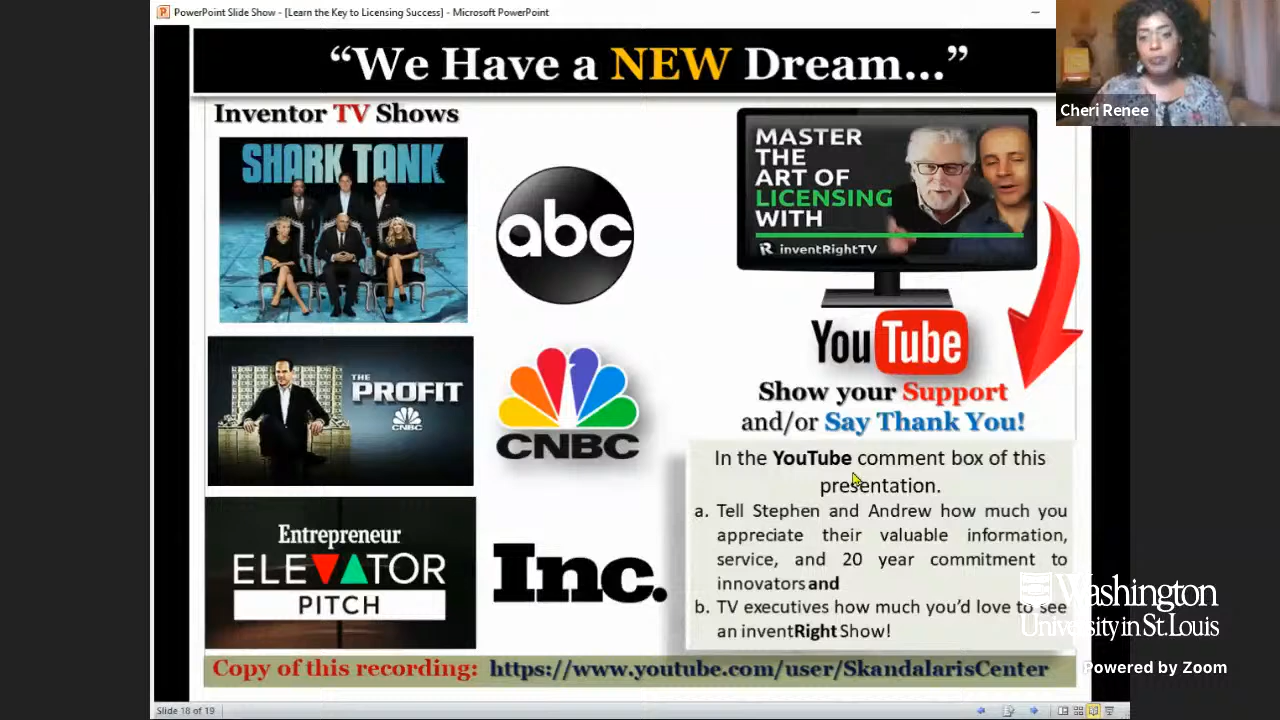 PowerPoint Slide Show - [Learn the Key to Licensing Success] - Microsoft PowerPoint
“We Have a NEW Dream...”
Cheri Renee
Inventor TV Shows
SHARK TANK
abc
THE PROFIT
CNBC
CNBC
Entrepreneur
ELEVATOR
PITCH
Inc.
MASTER
THE
ART OF
LICENSING
WITH
inventRightTV
YouTube
Show your Support
and/or Say Thank You!
In the YouTube comment box of this
presentation.
a. Tell Stephen and Andrew how much you
appreciate their valuable information,
service, and 20 year commitment to
innovators and
b. TV executives how much you’d love to see
an inventRight Show!
Washington
University in St. Louis
Powered by Zoom
Copy of this recording: https://www.youtube.com/user/SkandalarisCenter
Slide 18 of 19